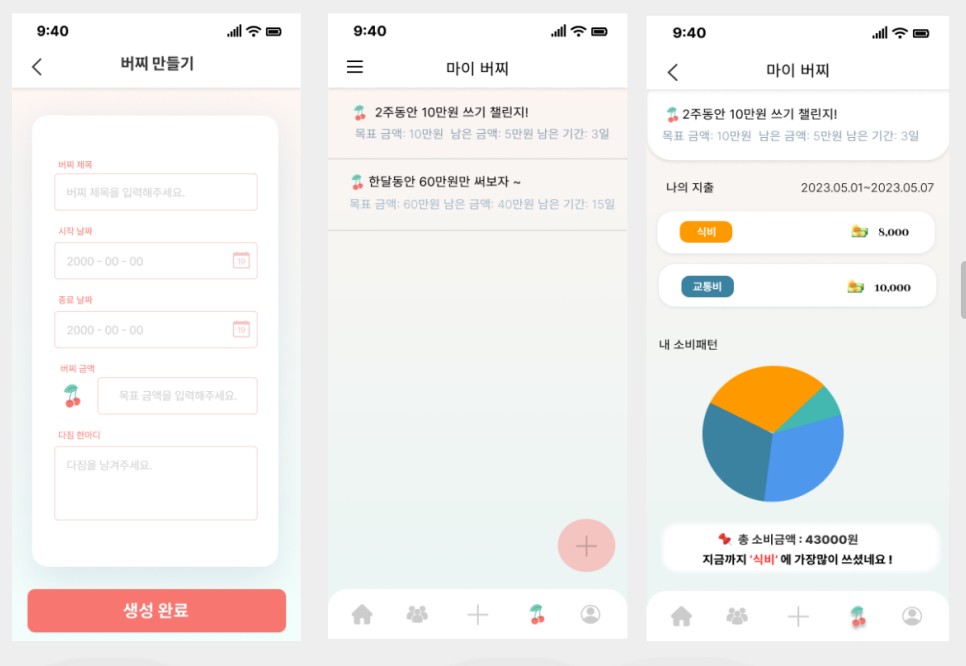 9:40
버찌 만들기
버찌 제목
버찌 제목을 입력해주세요.
시작 날짜
2000 - 00 - 00
19
종료 날짜
2000 - 00 - 00
19
버찌 금액
목표 금액을 입력해주세요.
다짐 한마디
다짐을 남겨주세요.
생성 완료
9:40
마이 버찌
2주동안 10만원 쓰기 챌린지!
목표 금액: 10만원 남은 금액: 5만원 남은 기간: 3일
한달동안 60만원만 써보자 ~
목표 금액: 60만원 남은 금액: 40만원 남은 기간: 15일
9:40
마이 버찌
2주동안 10만원 쓰기 챌린지!
목표 금액: 10만원 남은 금액: 5만원 남은 기간: 3일
나의 지출 2023.05.01~2023.05.07
식비 8,000
교통비 10,000
내 소비패턴
총 소비금액 : 43000원
지금까지 '식비' 에 가장많이 쓰셨네요 !